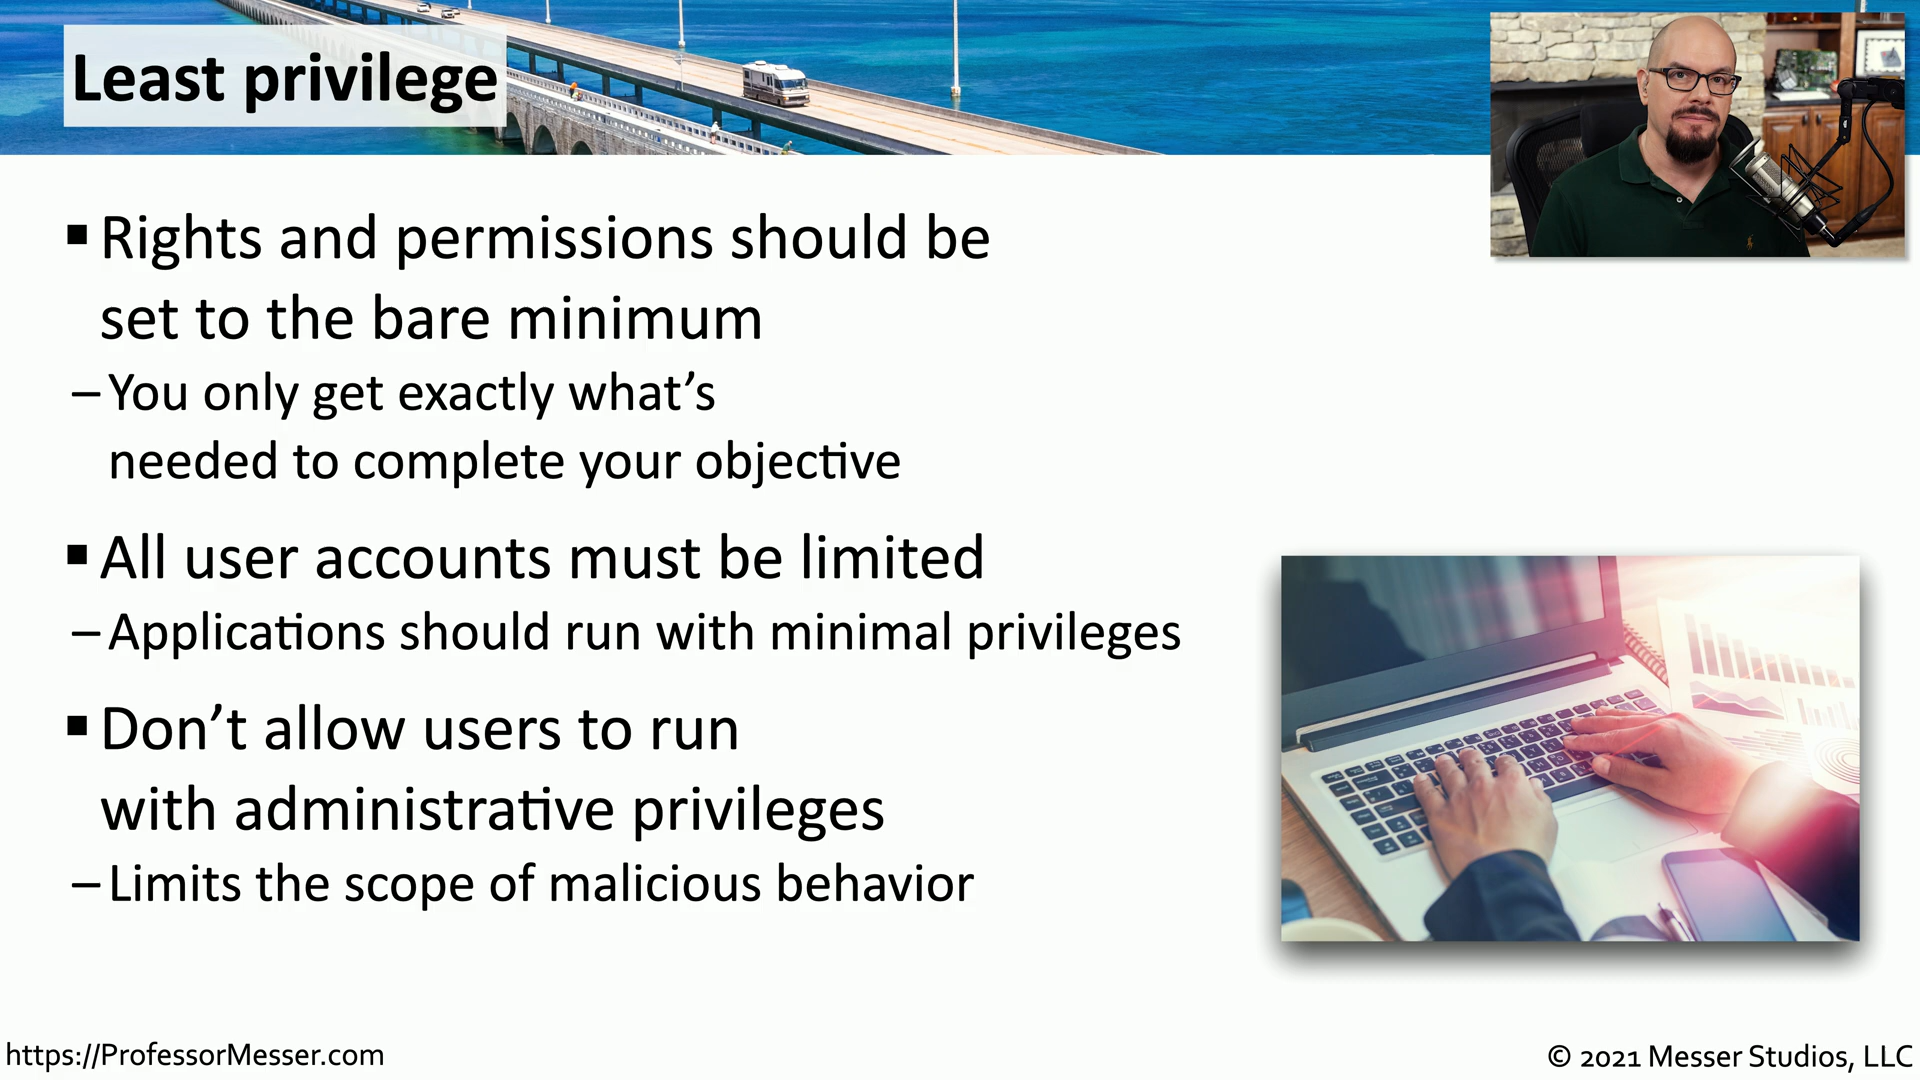 Least privilege
▪ Rights and permissions should be
set to the bare minimum
– You only get exactly what’s
needed to complete your objective
▪ All user accounts must be limited
– Applications should run with minimal privileges
▪ Don’t allow users to run
with administrative privileges
– Limits the scope of malicious behavior
https://ProfessorMesser.com
© 2021 Messer Studios, LLC